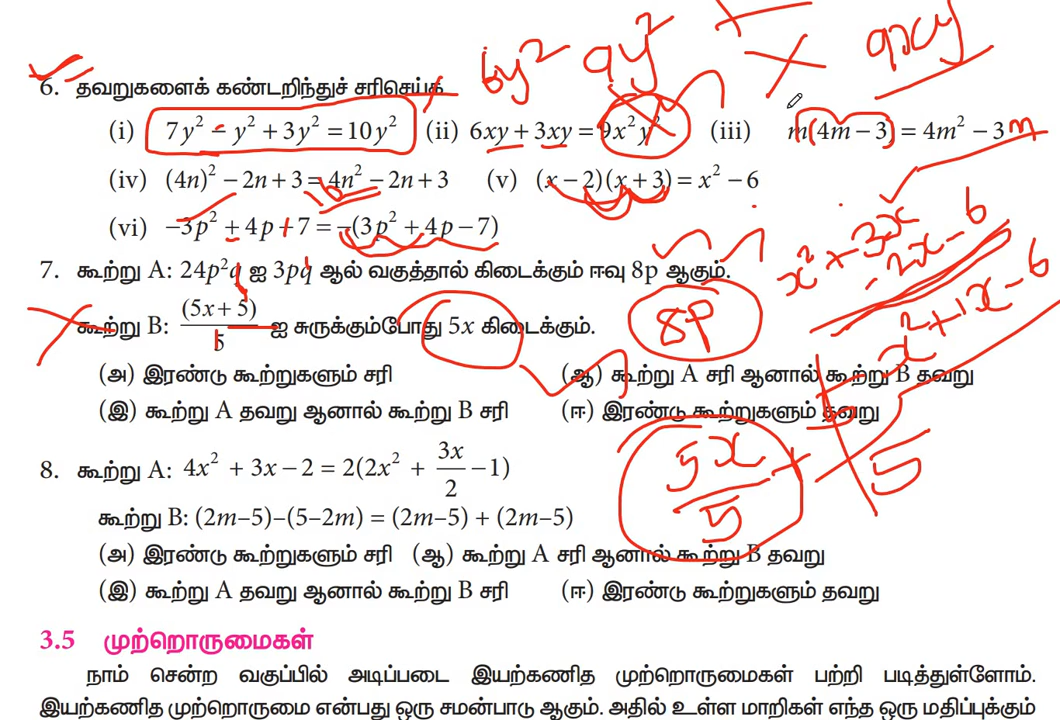 by² ay² 9xy
6. தவறுகளைக் கண்டறிந்துச் சரிசெய்க
(i) 7y² – y² + 3y² = 10y² (ii) 6xy + 3xy = 9x²y² (iii) m(4m – 3) = 4m² – 3 m
(iv) (4n)² – 2n + 3 = 4n² – 2n + 3 (v) (x – 2)(x + 3) = x² – 6
16
(vi) –3p² + 4p + 7 = –(3p² + 4p – 7)
x² + 3x
- 2x - 6
7. கூற்று A: 24p²q ஐ 3pq ஆல் வகுத்தால் கிடைக்கும் ஈவு 8p ஆகும்.
கூற்று B: (5x + 5)/5 ஐ சுருக்கும்போது 5x கிடைக்கும்.
8P
x² + x - 6
(அ) இரண்டு கூற்றுகளும் சரி (ஆ) கூற்று A சரி ஆனால் கூற்று B தவறு
(இ) கூற்று A தவறு ஆனால் கூற்று B சரி (ஈ) இரண்டு கூற்றுகளும் தவறு
5x/5 + 5/5
8. கூற்று A: 4x² + 3x – 2 = 2(2x² + 3x/2 – 1)
கூற்று B: (2m–5)–(5–2m) = (2m–5) + (2m–5)
(அ) இரண்டு கூற்றுகளும் சரி (ஆ) கூற்று A சரி ஆனால் கூற்று B தவறு
(இ) கூற்று A தவறு ஆனால் கூற்று B சரி (ஈ) இரண்டு கூற்றுகளும் தவறு
3.5 முற்றொருமைகள்
நாம் சென்ற வகுப்பில் அடிப்படை இயற்கணித முற்றொருமைகள் பற்றி படித்துள்ளோம்.
இயற்கணித முற்றொருமை என்பது ஒரு சமன்பாடு ஆகும். அதில் உள்ள மாறிகள் எந்த ஒரு மதிப்புக்கும்